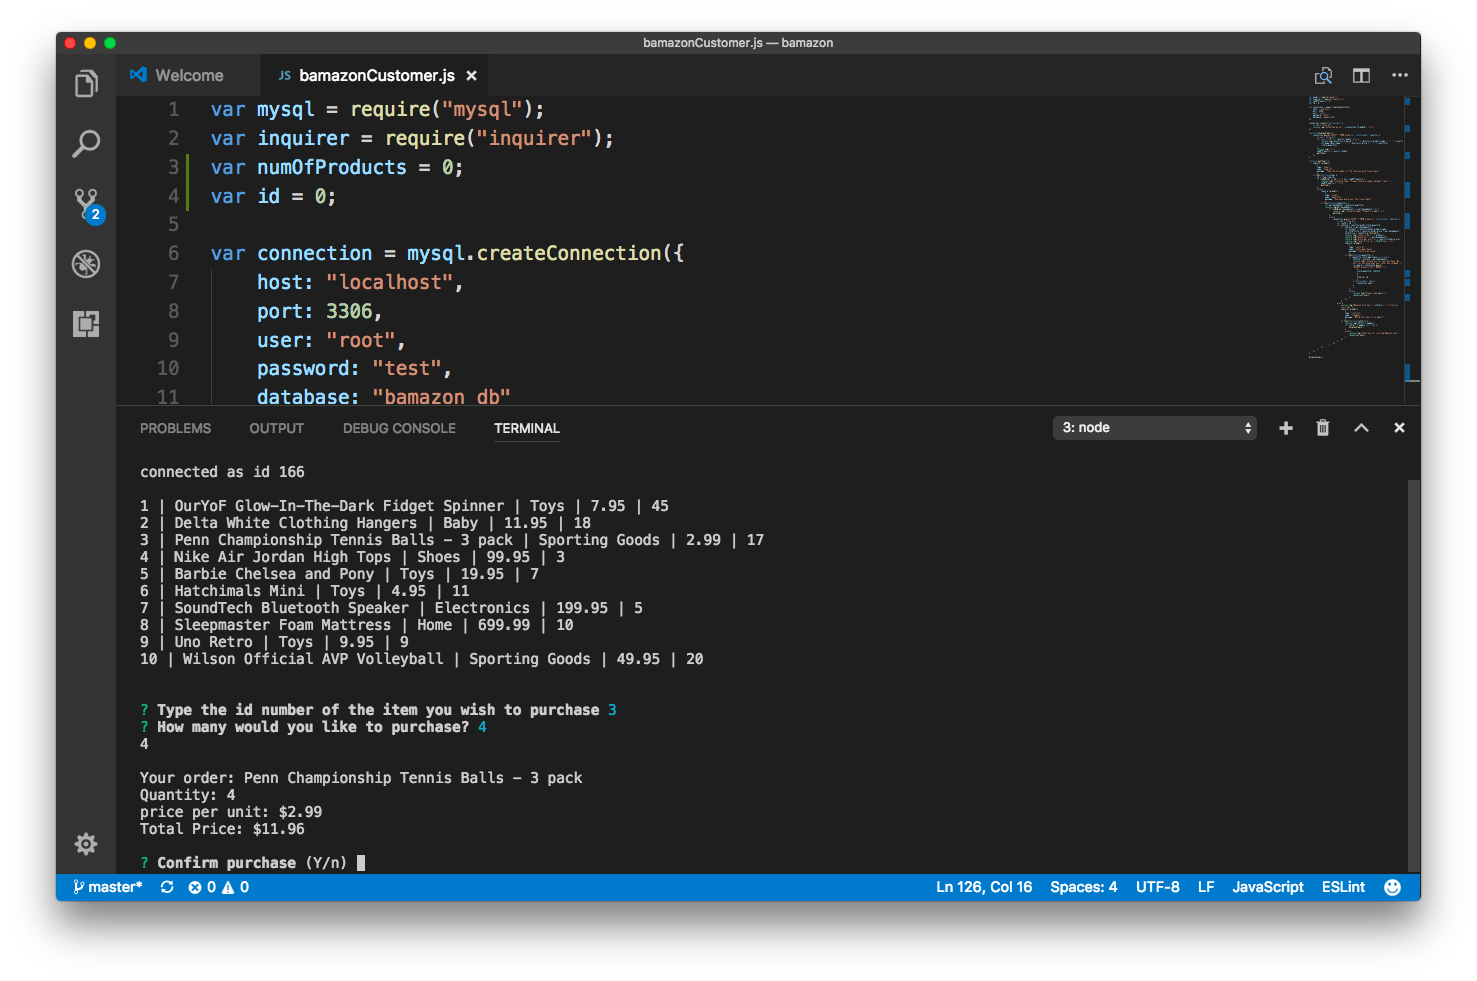 bamazonCustomer.js — bamazon
Welcome
JS bamazonCustomer.js ×
1 var mysql = require("mysql");
2 var inquirer = require("inquirer");
3 var numOfProducts = 0;
4 var id = 0;
5
6 var connection = mysql.createConnection({
7 host: "localhost",
8 port: 3306,
9 user: "root",
10 password: "test",
11 database: "bamazon_db"
2
PROBLEMS OUTPUT DEBUG CONSOLE TERMINAL 3: node
connected as id 166
1 | OurYoF Glow-In-The-Dark Fidget Spinner | Toys | 7.95 | 45
2 | Delta White Clothing Hangers | Baby | 11.95 | 18
3 | Penn Championship Tennis Balls - 3 pack | Sporting Goods | 2.99 | 17
4 | Nike Air Jordan High Tops | Shoes | 99.95 | 3
5 | Barbie Chelsea and Pony | Toys | 19.95 | 7
6 | Hatchimals Mini | Toys | 4.95 | 11
7 | SoundTech Bluetooth Speaker | Electronics | 199.95 | 5
8 | Sleepmaster Foam Mattress | Home | 699.99 | 10
9 | Uno Retro | Toys | 9.95 | 9
10 | Wilson Official AVP Volleyball | Sporting Goods | 49.95 | 20
? Type the id number of the item you wish to purchase 3
? How many would you like to purchase? 4
4
Your order: Penn Championship Tennis Balls - 3 pack
Quantity: 4
price per unit: $2.99
Total Price: $11.96
? Confirm purchase (Y/n)
master* 0 0 Ln 126, Col 16 Spaces: 4 UTF-8 LF JavaScript ESLint